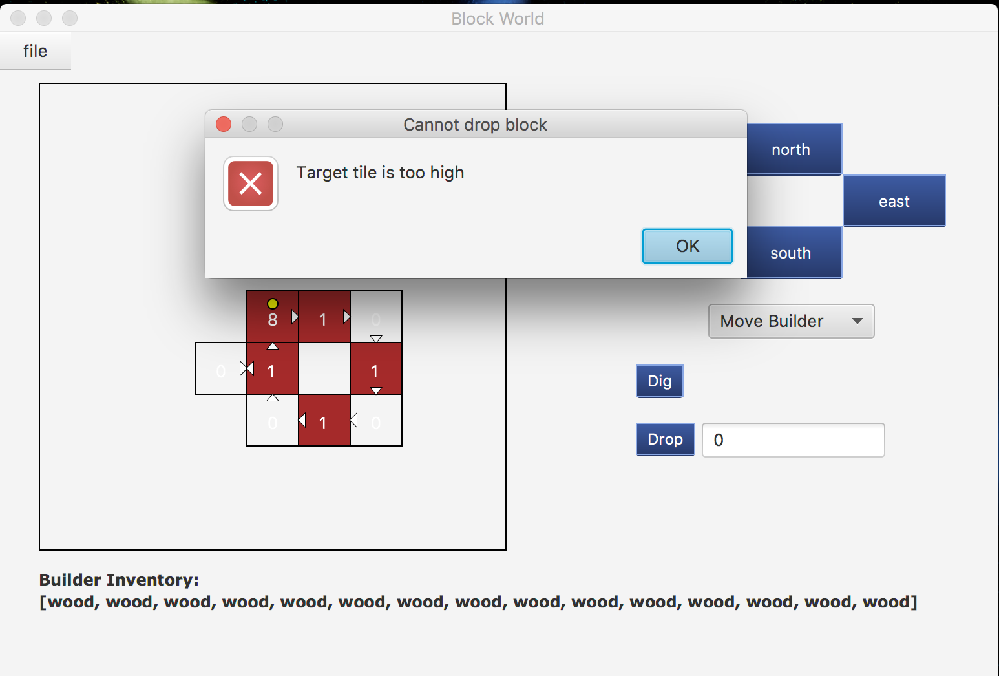 Block World
file
Cannot drop block
Target tile is too high
OK
north
east
south
8 1 0
Move Builder
0 1 1
Dig
0 1 0
Drop 0
Builder Inventory:
[wood, wood, wood, wood, wood, wood, wood, wood, wood, wood, wood, wood, wood, wood, wood]